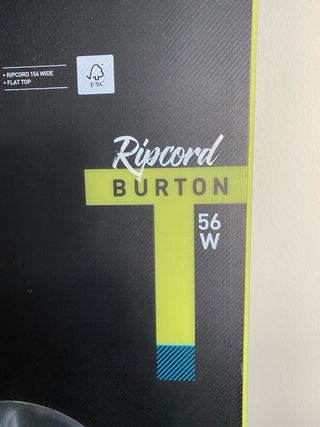 • RIPCORD 156 WIDE
• FLAT TOP
FSC
Ripcord
BURTON
56
W